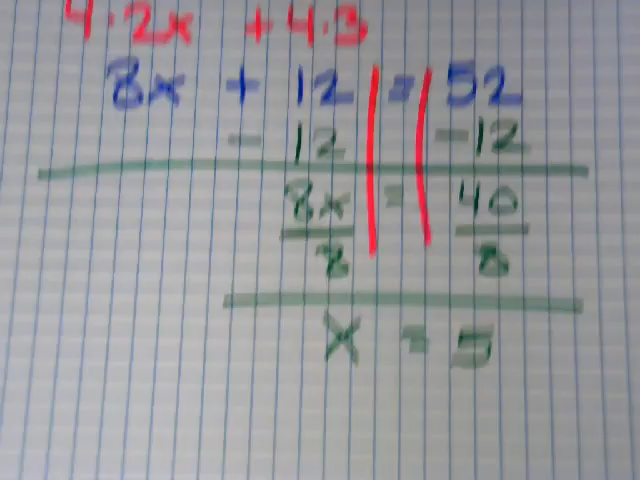 4·2x + 4·3
8x + 12 = 52
- 12 -12
8x = 40
8 8
x = 5